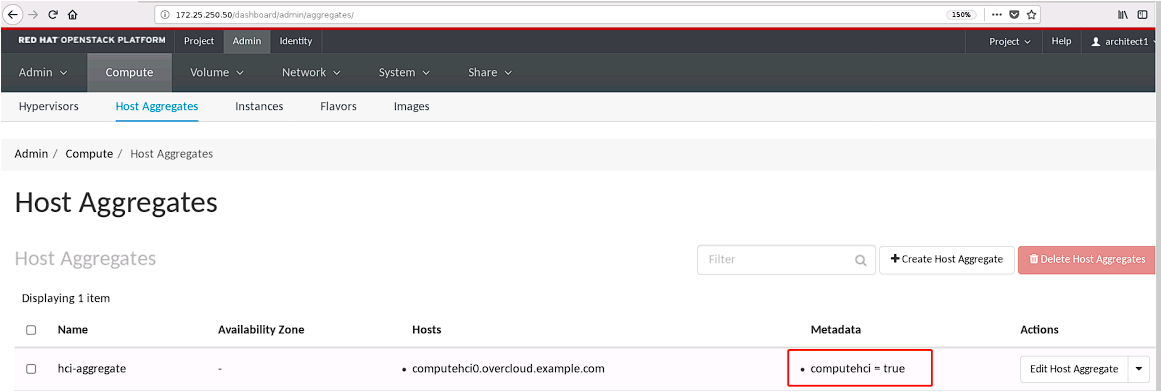 172.25.250.50/dashboard/admin/aggregates/ 150%
RED HAT OPENSTACK PLATFORM Project Admin Identity Project Help architect1
Admin Compute Volume Network System Share
Hypervisors Host Aggregates Instances Flavors Images
Admin / Compute / Host Aggregates
Host Aggregates
Host Aggregates Filter Create Host Aggregate Delete Host Aggregates
Displaying 1 item
Name Availability Zone Hosts Metadata Actions
hci-aggregate - • computehci0.overcloud.example.com • computehci = true Edit Host Aggregate